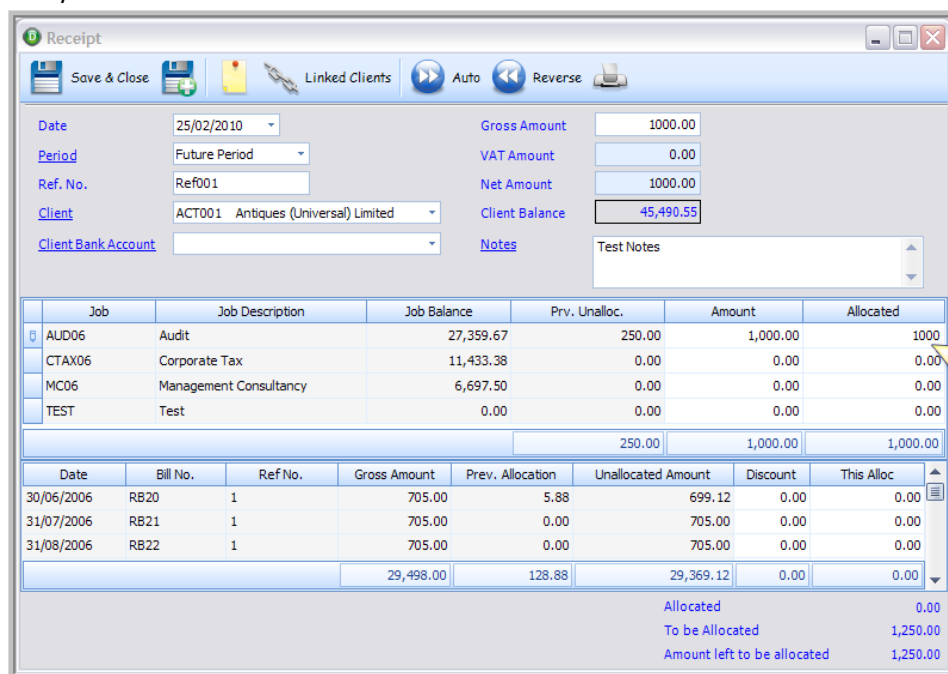 Receipt
Save & Close Linked Clients Auto Reverse
Date 25/02/2010 Gross Amount 1000.00
Period Future Period VAT Amount 0.00
Ref. No. Ref001 Net Amount 1000.00
Client ACT001 Antiques (Universal) Limited Client Balance 45,490.55
Client Bank Account Notes Test Notes
Job Job Description Job Balance Prv. Unalloc. Amount Allocated
AUD06 Audit 27,359.67 250.00 1,000.00 1000
CTAX06 Corporate Tax 11,433.38 0.00 0.00 0.00
MC06 Management Consultancy 6,697.50 0.00 0.00 0.00
TEST Test 0.00 0.00 0.00 0.00
250.00 1,000.00 1,000.00
Date Bill No. Ref No. Gross Amount Prev. Allocation Unallocated Amount Discount This Alloc
30/06/2006 RB20 1 705.00 5.88 699.12 0.00 0.00
31/07/2006 RB21 1 705.00 0.00 705.00 0.00 0.00
31/08/2006 RB22 1 705.00 0.00 705.00 0.00 0.00
29,498.00 128.88 29,369.12 0.00 0.00
Allocated 0.00
To be Allocated 1,250.00
Amount left to be allocated 1,250.00